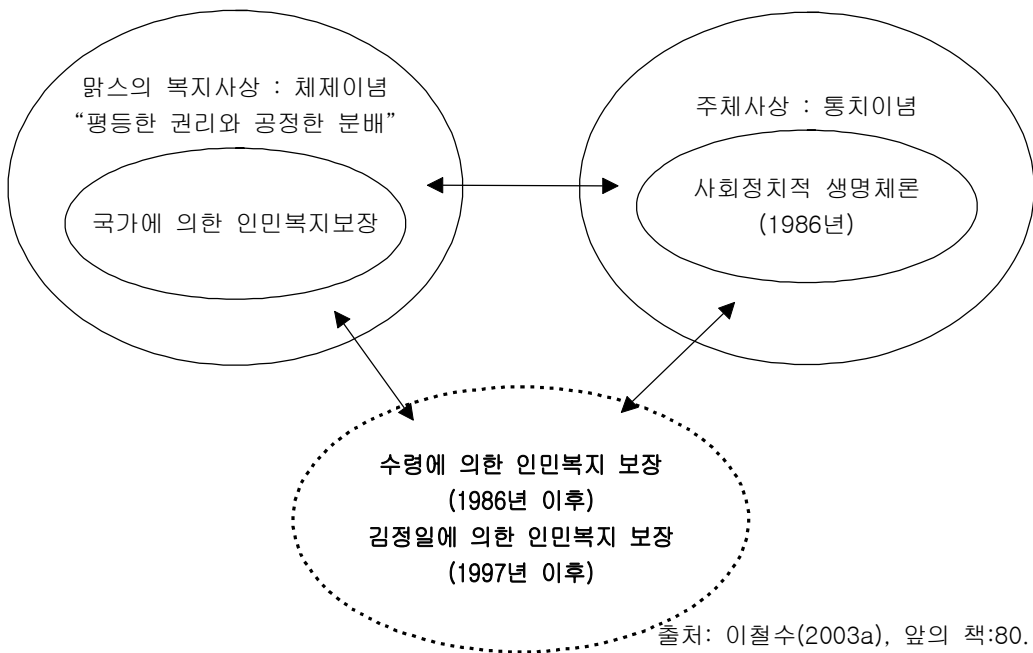 맑스의 복지사상 : 체제이념
“평등한 권리와 공정한 분배”
국가에 의한 인민복지보장
주체사상 : 통치이념
사회정치적 생명체론
(1986년)
수령에 의한 인민복지 보장
(1986년 이후)
김정일에 의한 인민복지 보장
(1997년 이후)
출처: 이철수(2003a), 앞의 책:80.